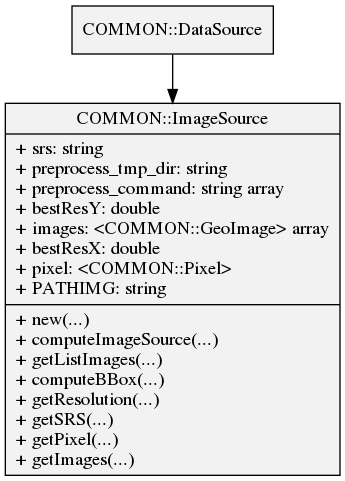 COMMON::DataSource
COMMON::ImageSource
+ srs: string
+ preprocess_tmp_dir: string
+ preprocess_command: string array
+ bestResY: double
+ images: <COMMON::GeoImage> array
+ bestResX: double
+ pixel: <COMMON::Pixel>
+ PATHIMG: string
+ new(...)
+ computeImageSource(...)
+ getListImages(...)
+ computeBBox(...)
+ getResolution(...)
+ getSRS(...)
+ getPixel(...)
+ getImages(...)